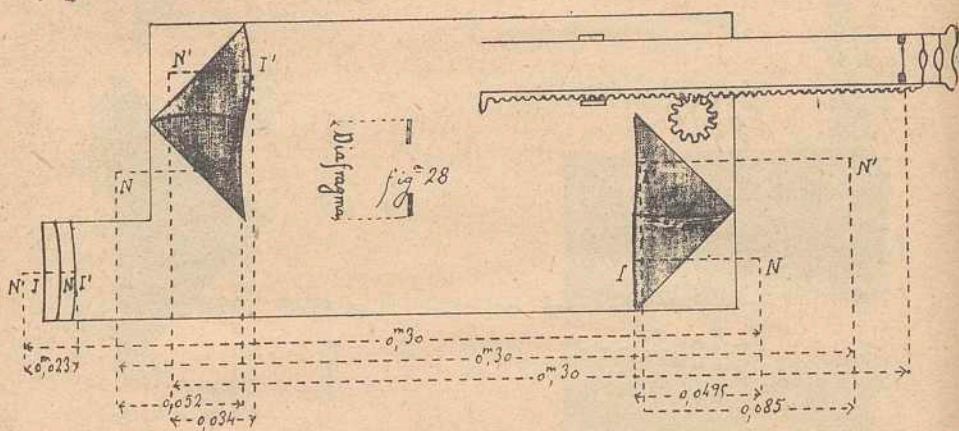 N' I'
N
Diafragma
fig.ᵉ 28
I' N'
I N
N' I N I'
0,ᵐ023
0,ᵐ30
0,ᵐ30
0,ᵐ30
0,052
0,034
0,0495
0,085